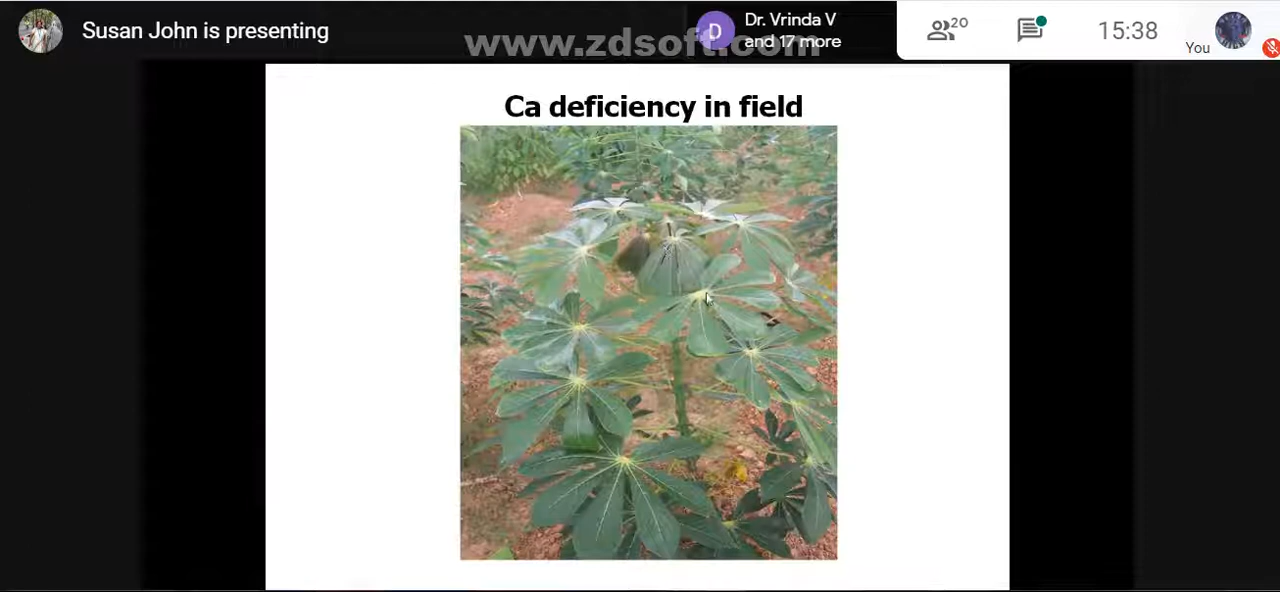 Susan John is presenting
D
Dr. Vrinda V
and 17 more
www.zdsoft.com
20
15:38
You
Ca deficiency in field